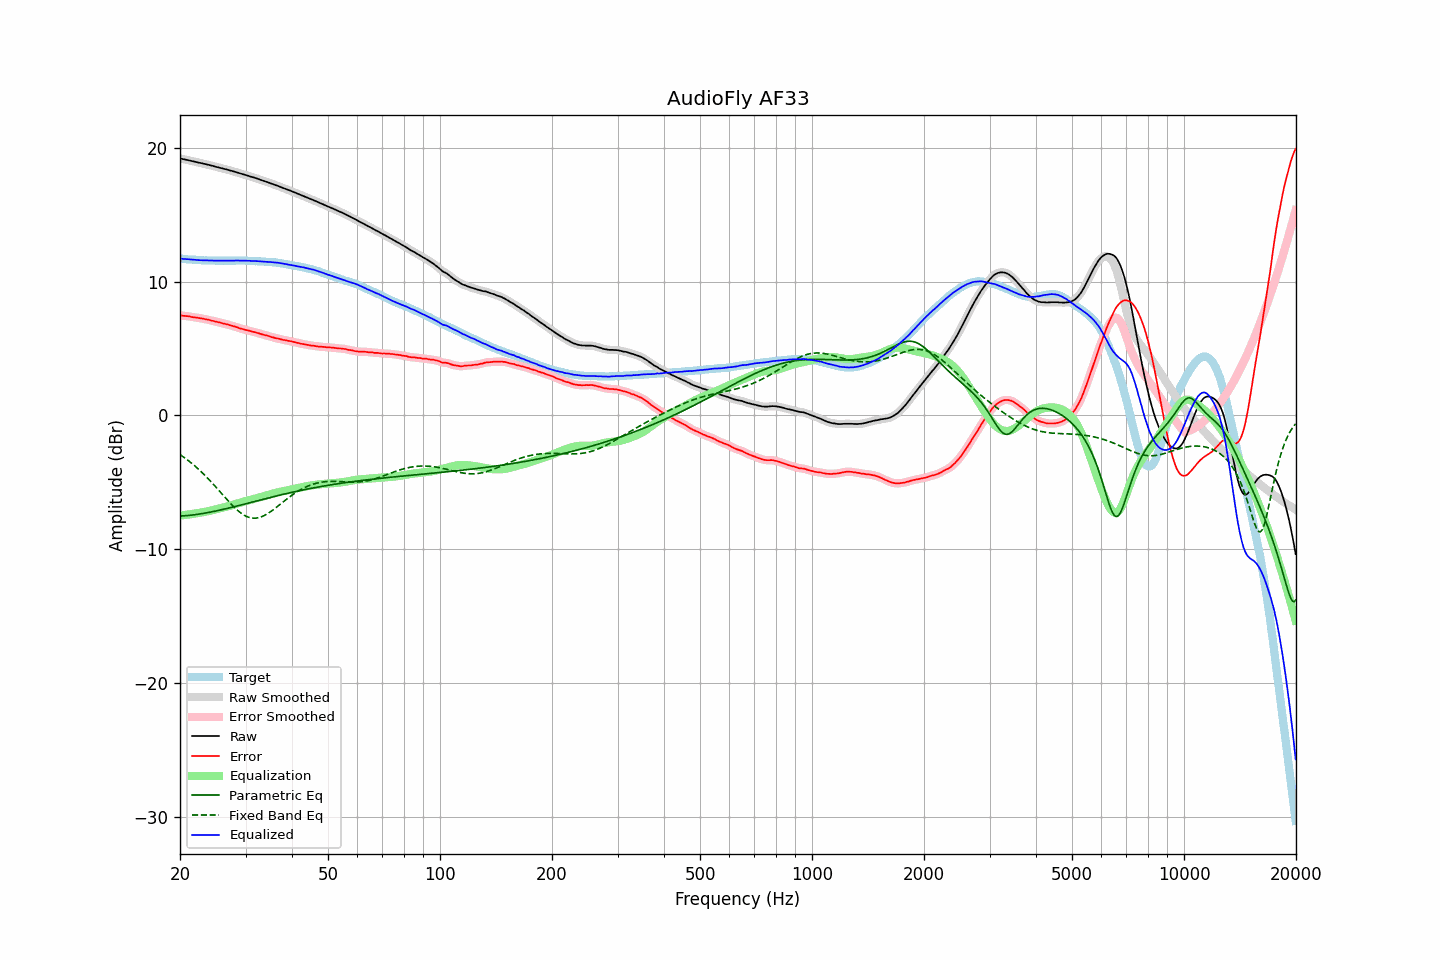 AudioFly AF33
Amplitude (dBr)
20
10
0
−10
−20
−30
Target
Raw Smoothed
Error Smoothed
Raw
Error
Equalization
Parametric Eq
Fixed Band Eq
Equalized
20 50 100 200 500 1000 2000 5000 10000 20000
Frequency (Hz)